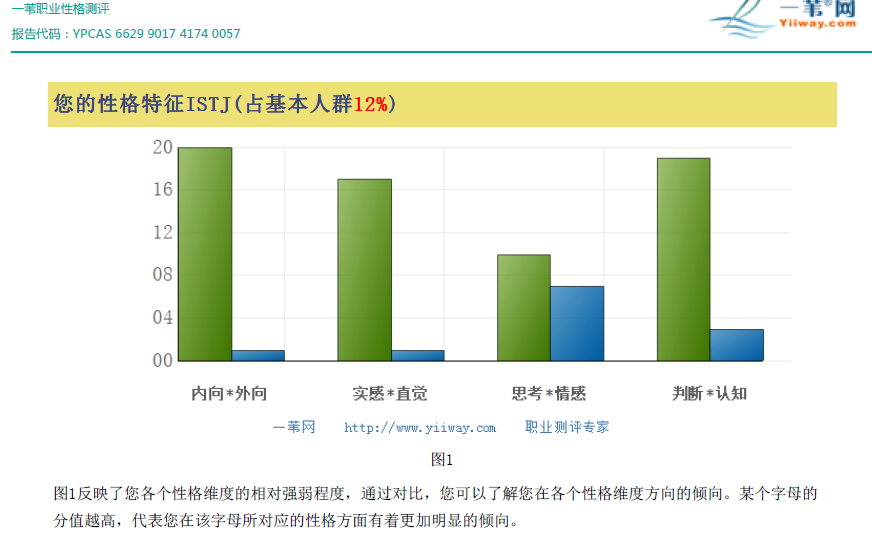 一苇职业性格测评
报告代码：YPCAS 6629 9017 4174 0057
一苇®网
Yiiway.com
您的性格特征ISTJ(占基本人群12%)
20
16
12
08
04
00
内向*外向 实感*直觉 思考*情感 判断*认知
一苇网 http://www.yiiway.com 职业测评专家
图1
图1反映了您各个性格维度的相对强弱程度，通过对比，您可以了解您在各个性格维度方向的倾向。某个字母的
分值越高，代表您在该字母所对应的性格方面有着更加明显的倾向。